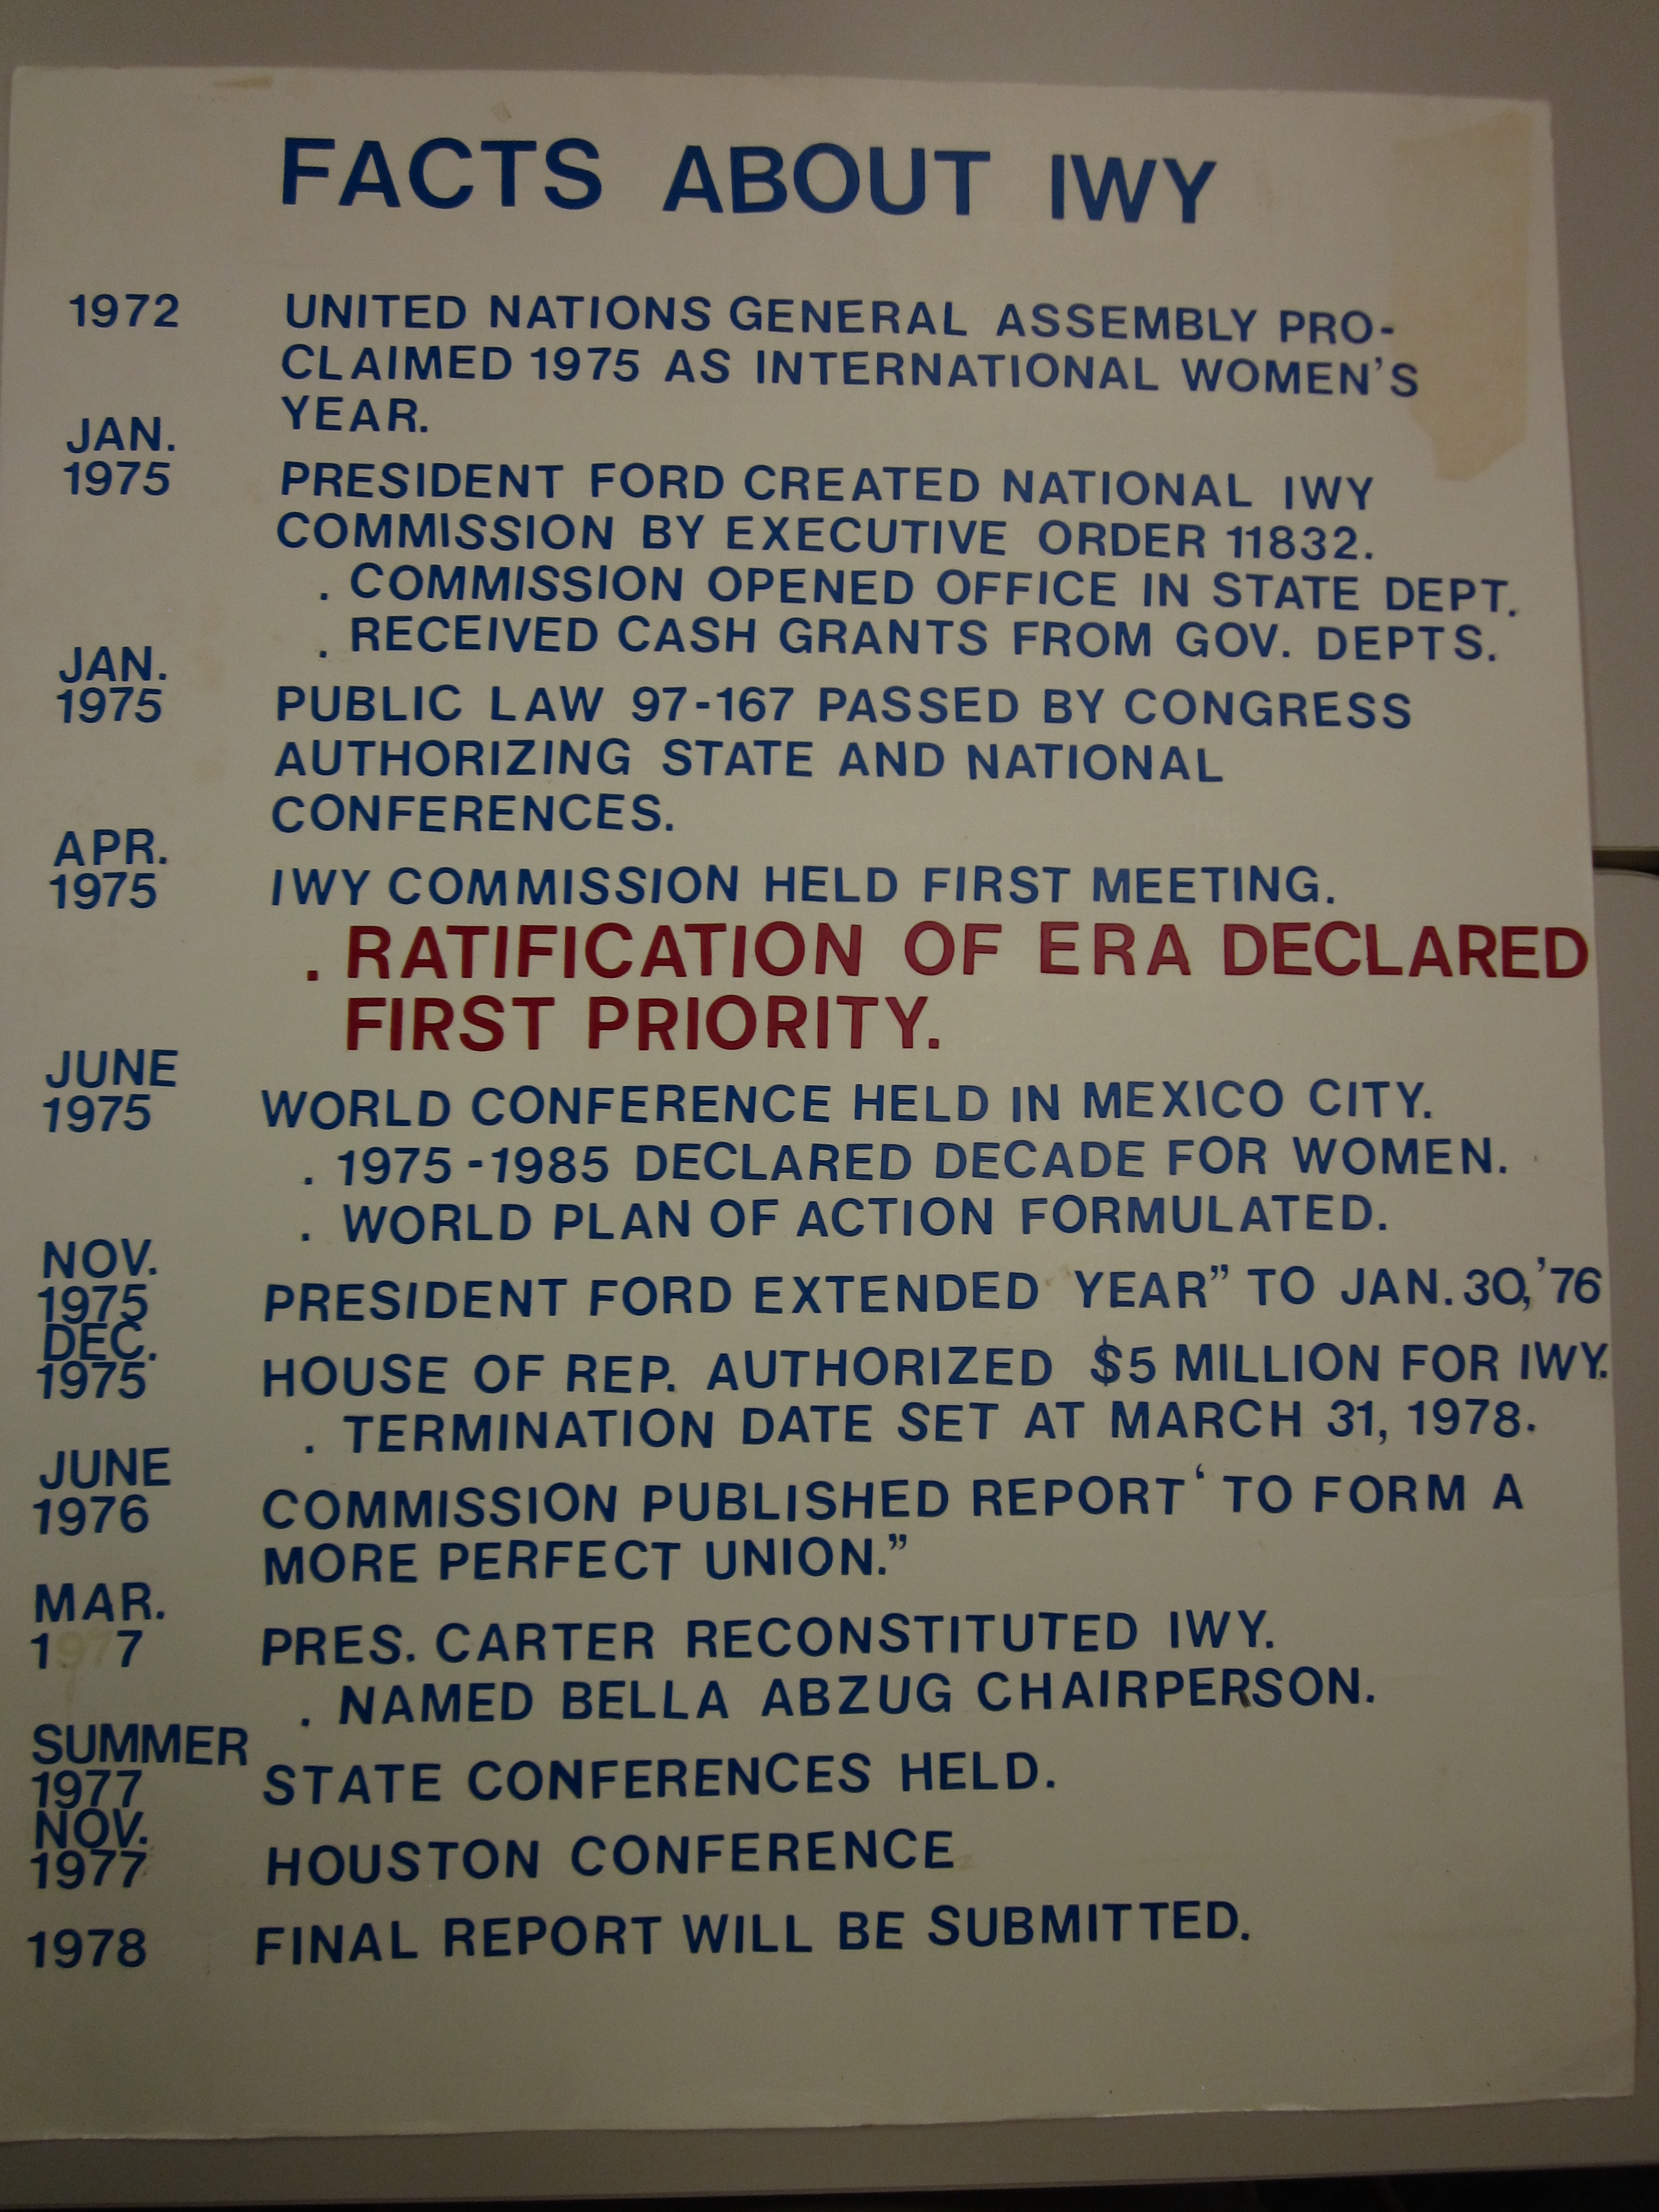 FACTS ABOUT IWY
1972 UNITED NATIONS GENERAL ASSEMBLY PRO-
CLAIMED 1975 AS INTERNATIONAL WOMEN'S
YEAR.
JAN.
1975 PRESIDENT FORD CREATED NATIONAL IWY
COMMISSION BY EXECUTIVE ORDER 11832.
. COMMISSION OPENED OFFICE IN STATE DEPT.
. RECEIVED CASH GRANTS FROM GOV. DEPTS.
JAN.
1975 PUBLIC LAW 97-167 PASSED BY CONGRESS
AUTHORIZING STATE AND NATIONAL
CONFERENCES.
APR.
1975 IWY COMMISSION HELD FIRST MEETING.
. RATIFICATION OF ERA DECLARED
FIRST PRIORITY.
JUNE
1975 WORLD CONFERENCE HELD IN MEXICO CITY.
. 1975-1985 DECLARED DECADE FOR WOMEN.
. WORLD PLAN OF ACTION FORMULATED.
NOV.
1975 PRESIDENT FORD EXTENDED YEAR” TO JAN. 30, '76
DEC.
1975 HOUSE OF REP. AUTHORIZED $5 MILLION FOR IWY.
. TERMINATION DATE SET AT MARCH 31, 1978.
JUNE
1976 COMMISSION PUBLISHED REPORT ‘ TO FORM A
MORE PERFECT UNION.”
MAR.
1977 PRES. CARTER RECONSTITUTED IWY.
. NAMED BELLA ABZUG CHAIRPERSON.
SUMMER
1977 STATE CONFERENCES HELD.
NOV.
1977 HOUSTON CONFERENCE
1978 FINAL REPORT WILL BE SUBMITTED.